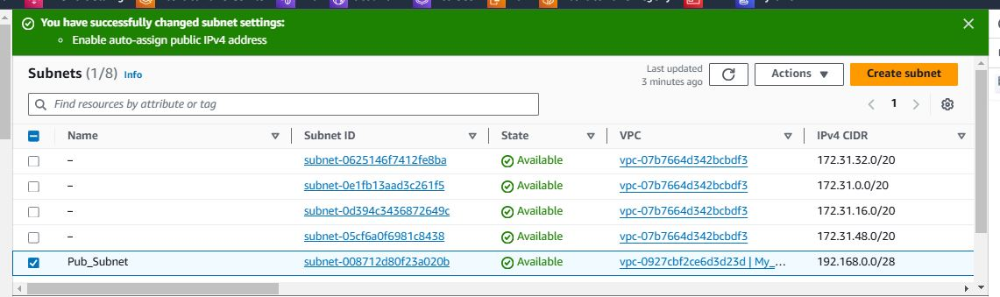 You have successfully changed subnet settings:
Enable auto-assign public IPv4 address
Subnets (1/8) Info
Last updated
3 minutes ago
Actions
Create subnet
Find resources by attribute or tag
1
Name Subnet ID State VPC IPv4 CIDR
– subnet-0625146f7412fe8ba Available vpc-07b7664d342bcbdf3 172.31.32.0/20
– subnet-0e1fb13aad3c261f5 Available vpc-07b7664d342bcbdf3 172.31.0.0/20
– subnet-0d394c3436872649c Available vpc-07b7664d342bcbdf3 172.31.16.0/20
– subnet-05cf6a0f6981c8438 Available vpc-07b7664d342bcbdf3 172.31.48.0/20
Pub_Subnet subnet-008712d80f23a020b Available vpc-0927cbf2ce6d3d23d | My_... 192.168.0.0/28